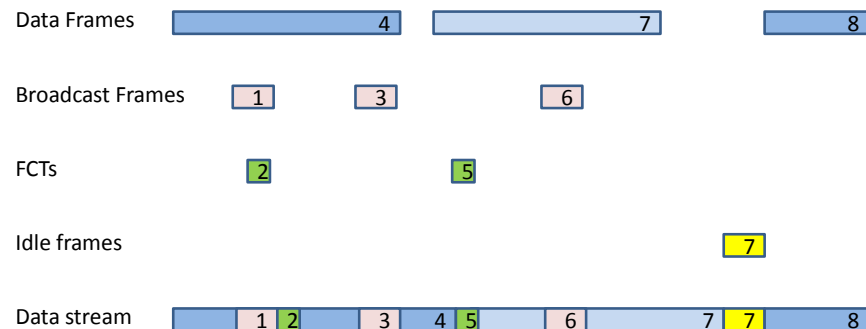 Data Frames 4 7 8
Broadcast Frames 1 3 6
FCTs 2 5
Idle frames 7
Data stream 1 2 3 4 5 6 7 7 8